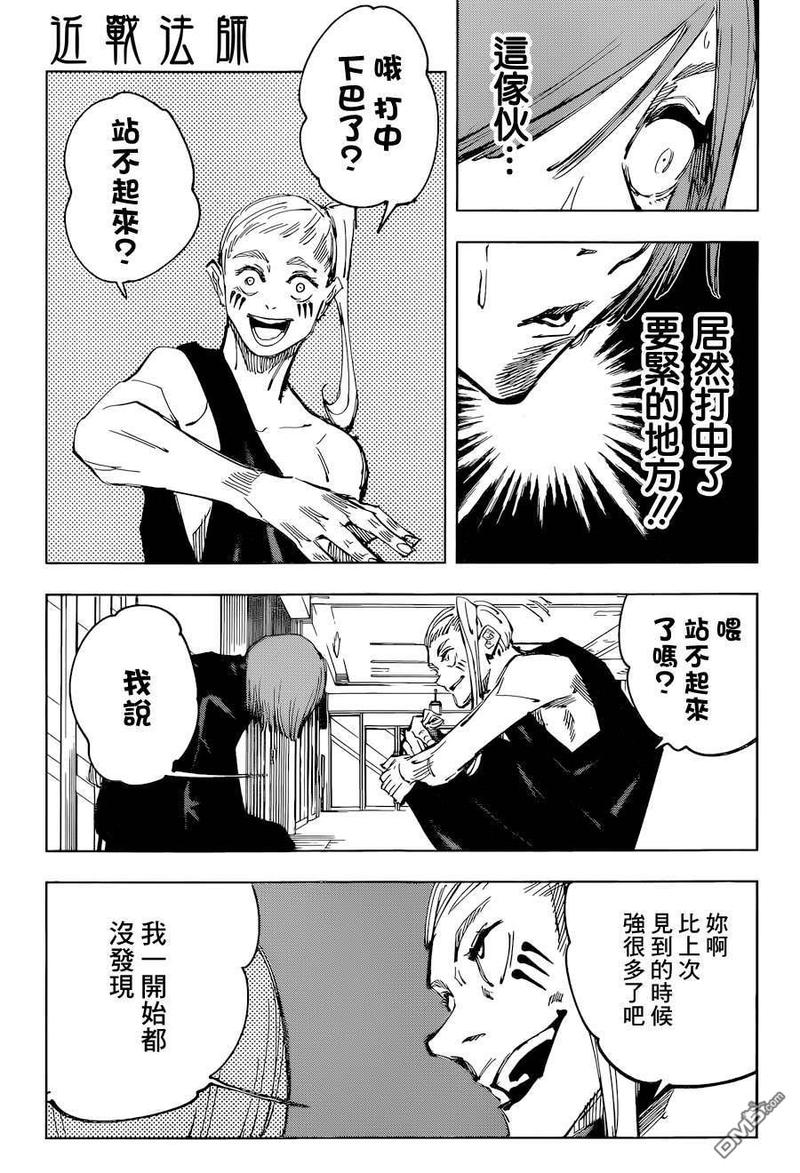 近戰法師
這傢伙…
居然打中了
要緊的地方!!
哦 打中
下巴了?
站不起來?
喂
站不起來
了嗎?
我說
妳啊
比上次
見到的時候
強很多了吧
我一開始都
沒發現
DM5.com